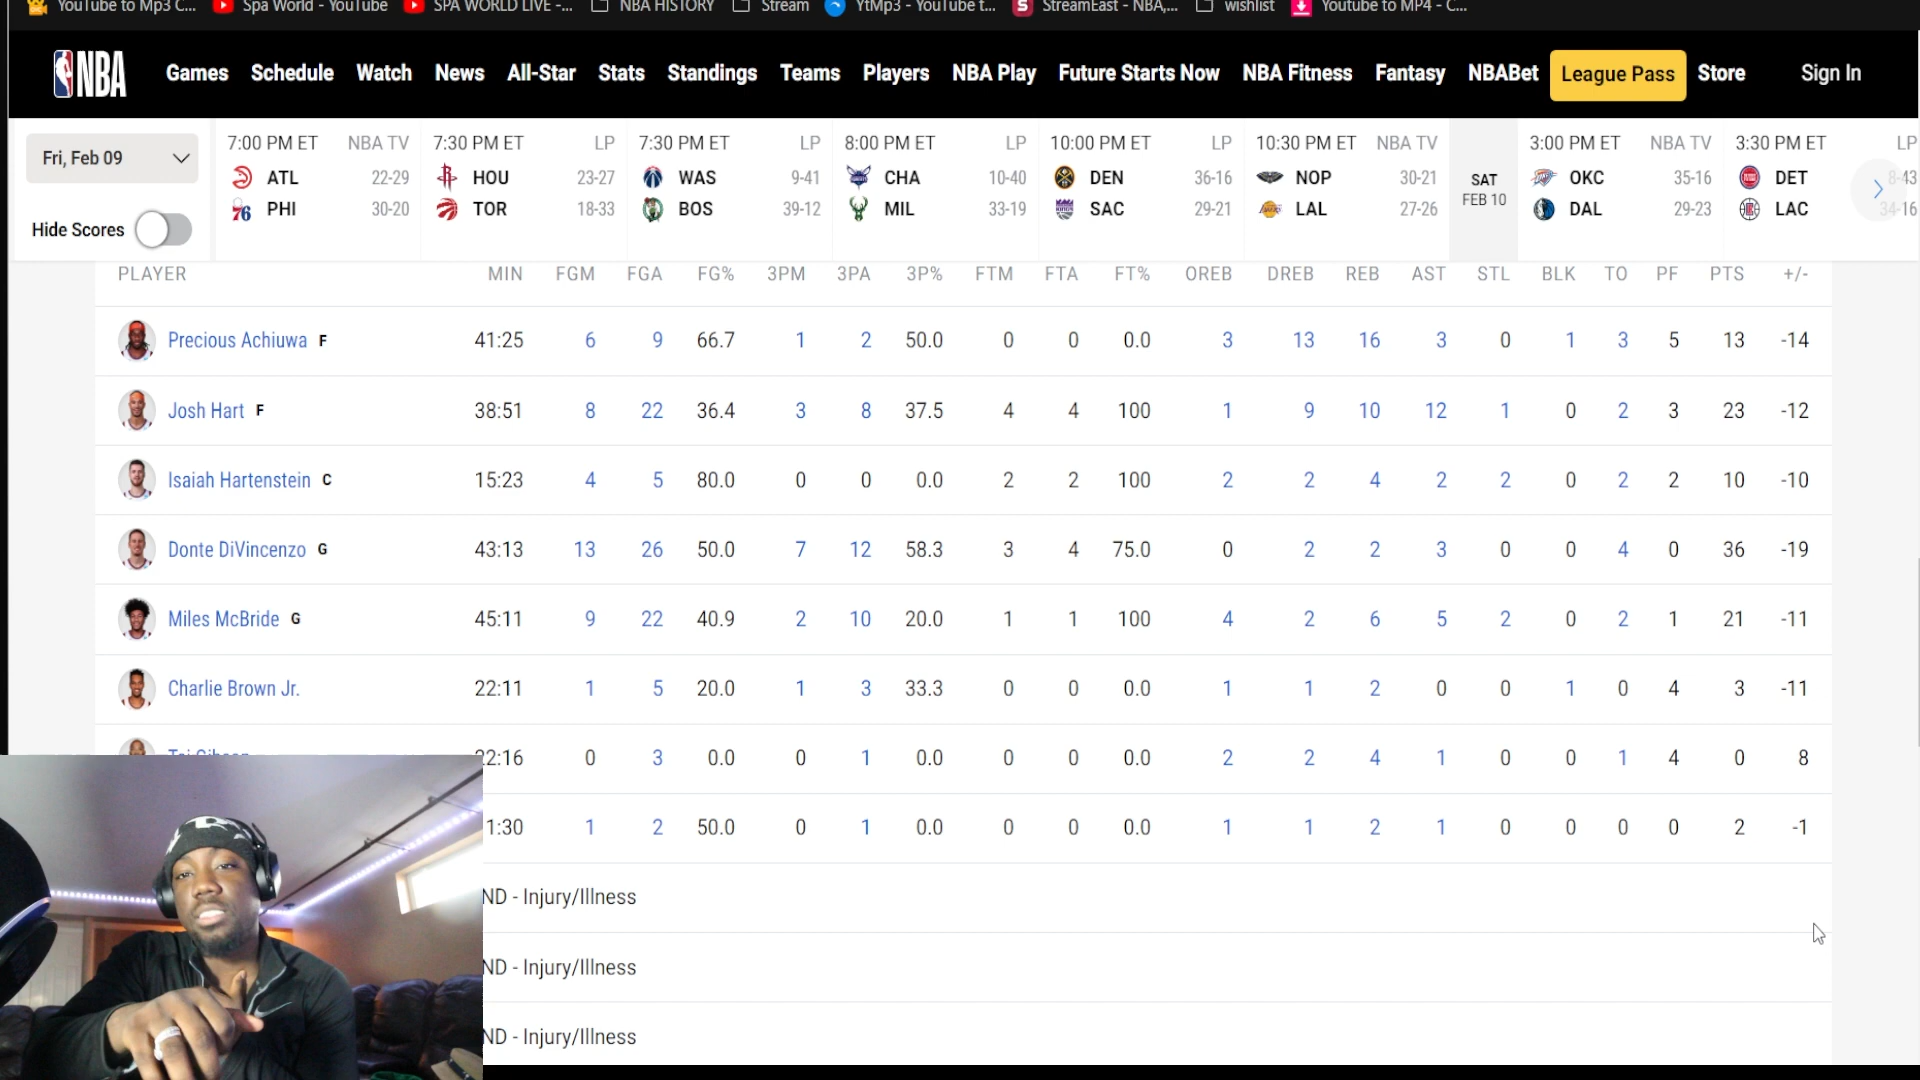 YouTube to Mp3 C... Spa World - YouTube SPA WORLD LIVE -... NBA HISTORY Stream YtMp3 - YouTube t... StreamEast - NBA,... wishlist Youtube to MP4 - C...
NBA Games Schedule Watch News All-Star Stats Standings Teams Players NBA Play Future Starts Now NBA Fitness Fantasy NBABet League Pass Store Sign In
Fri, Feb 09
Hide Scores
7:00 PM ET NBA TV
ATL 22-29
PHI 30-20
7:30 PM ET LP
HOU 23-27
TOR 18-33
7:30 PM ET LP
WAS 9-41
BOS 39-12
8:00 PM ET LP
CHA 10-40
MIL 33-19
10:00 PM ET LP
DEN 36-16
SAC 29-21
10:30 PM ET NBA TV
NOP 30-21
LAL 27-26
SAT
FEB 10
3:00 PM ET NBA TV
OKC 35-16
DAL 29-23
3:30 PM ET LP
DET 8-43
LAC 34-16
PLAYER MIN FGM FGA FG% 3PM 3PA 3P% FTM FTA FT% OREB DREB REB AST STL BLK TO PF PTS +/-
Precious Achiuwa F 41:25 6 9 66.7 1 2 50.0 0 0 0.0 3 13 16 3 0 1 3 5 13 -14
Josh Hart F 38:51 8 22 36.4 3 8 37.5 4 4 100 1 9 10 12 1 0 2 3 23 -12
Isaiah Hartenstein C 15:23 4 5 80.0 0 0 0.0 2 2 100 2 2 4 2 2 0 2 2 10 -10
Donte DiVincenzo G 43:13 13 26 50.0 7 12 58.3 3 4 75.0 0 2 2 3 0 0 4 0 36 -19
Miles McBride G 45:11 9 22 40.9 2 10 20.0 1 1 100 4 2 6 5 2 0 2 1 21 -11
Charlie Brown Jr. 22:11 1 5 20.0 1 3 33.3 0 0 0.0 1 1 2 0 0 1 0 4 3 -11
Taj Gibson 22:16 0 3 0.0 0 1 0.0 0 0 0.0 2 2 4 1 0 0 1 4 0 8
1:30 1 2 50.0 0 1 0.0 0 0 0.0 1 1 2 1 0 0 0 0 2 -1
ND - Injury/Illness
ND - Injury/Illness
ND - Injury/Illness